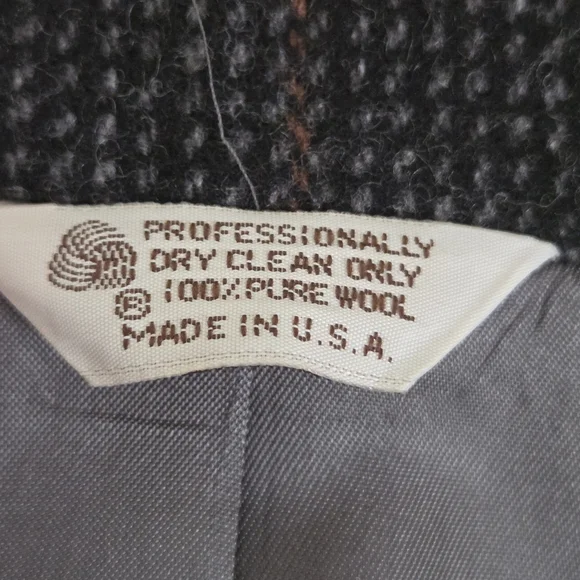 PROFESSIONALLY
DRY CLEAN ONLY
® 100% PURE WOOL
MADE IN U.S.A.